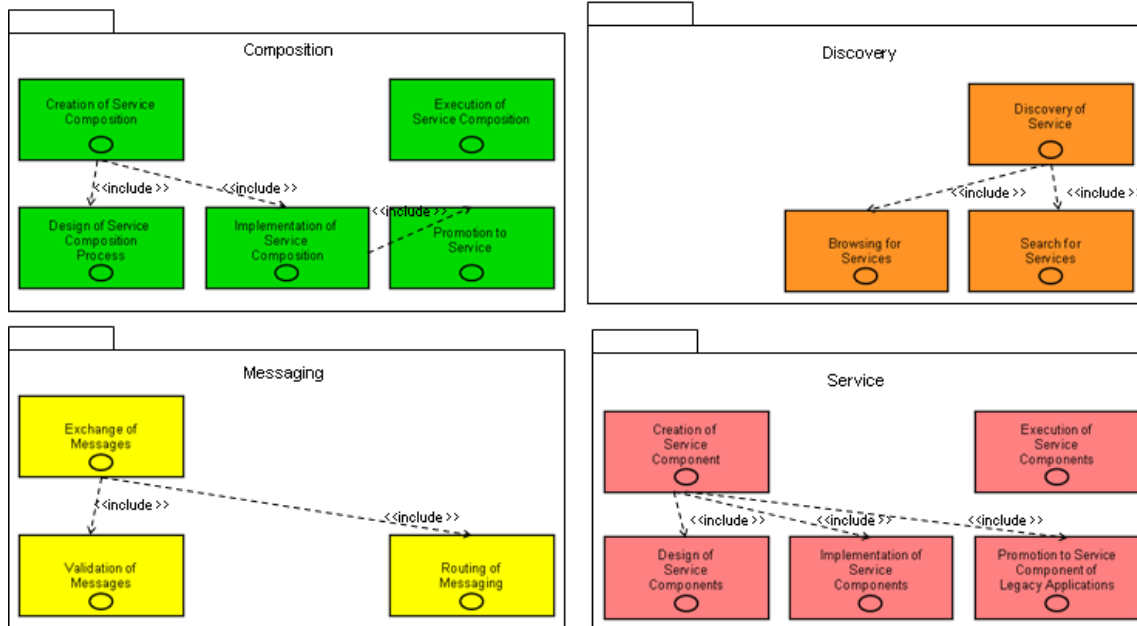 Composition
Creation of Service
Composition
Execution of
Service Composition
<<include >>
<<include >>
<<include >>
Design of Service
Composition
Process
Implementation of
Service
Composition
Promotion to
Service
Discovery
Discovery of
Service
<<include >>
<<include >>
Browsing for
Services
Search for
Services
Messaging
Exchange of
Messages
<<include >>
<<include >>
Validation of
Messages
Routing of
Messaging
Service
Creation of
Service
Component
Execution of
Service
Components
<<include >>
<<include >>
<<include >>
Design of
Service
Components
Implementation of
Service
Components
Promotion to Service
Component of
Legacy Applications